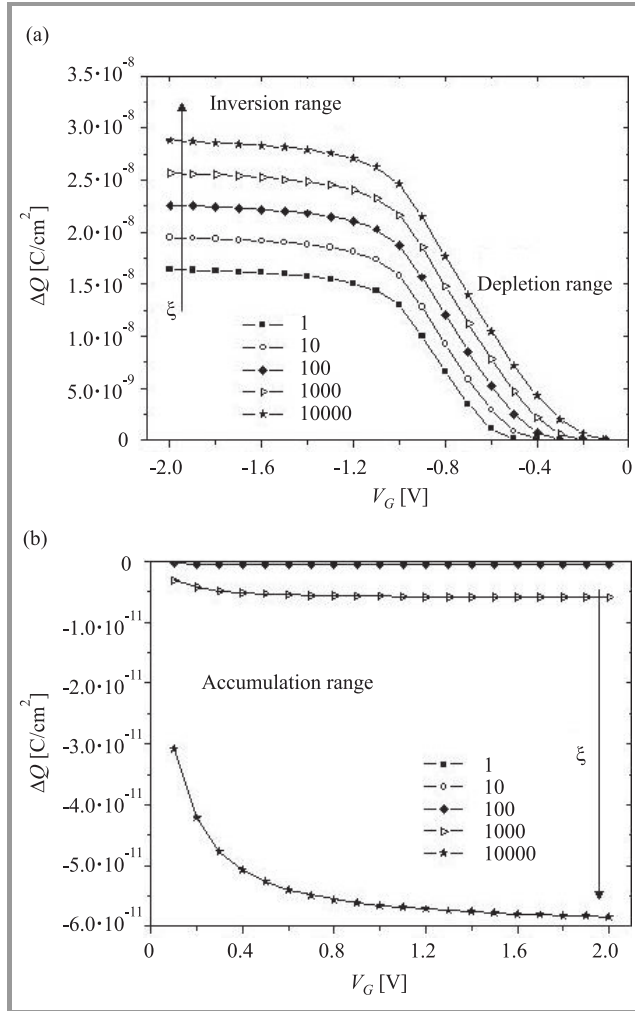 (a)
3.5·10⁻⁸
3.0·10⁻⁸
2.5·10⁻⁸
2.0·10⁻⁸
1.5·10⁻⁸
1.0·10⁻⁸
5.0·10⁻⁹
0
ΔQ [C/cm²]
Inversion range
Depletion range
ξ
1
10
100
1000
10000
-2.0 -1.6 -1.2 -0.8 -0.4 0
V_G [V]
(b)
0
-1.0·10⁻¹¹
-2.0·10⁻¹¹
-3.0·10⁻¹¹
-4.0·10⁻¹¹
-5.0·10⁻¹¹
-6.0·10⁻¹¹
ΔQ [C/cm²]
Accumulation range
ξ
1
10
100
1000
10000
0 0.4 0.8 1.2 1.6 2.0
V_G [V]